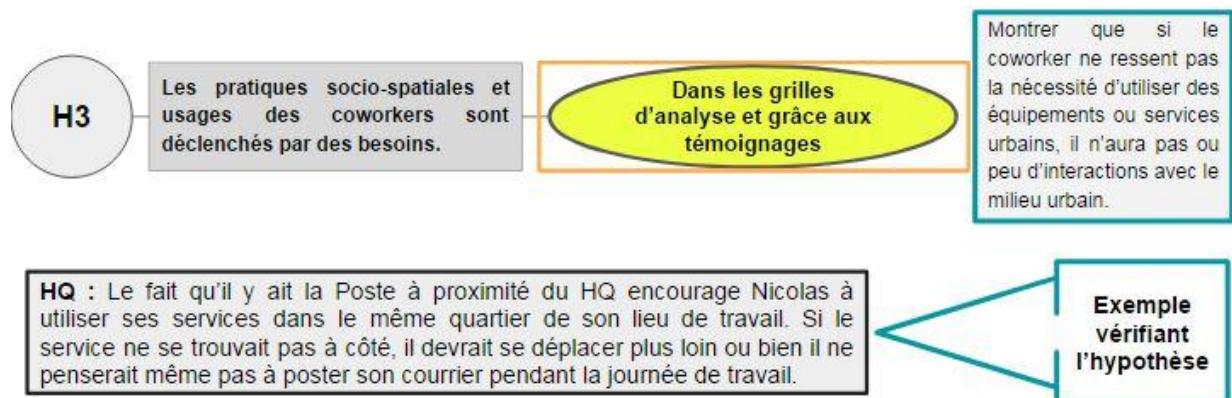 H3
Les pratiques socio-spatiales et
usages des coworkers sont
déclenchés par des besoins.
Dans les grilles
d'analyse et grâce aux
témoignages
Montrer que si le
coworker ne ressent pas
la nécessité d'utiliser des
équipements ou services
urbains, il n'aura pas ou
peu d'interactions avec le
milieu urbain.
HQ : Le fait qu'il y ait la Poste à proximité du HQ encourage Nicolas à
utiliser ses services dans le même quartier de son lieu de travail. Si le
service ne se trouvait pas à côté, il devrait se déplacer plus loin ou bien il ne
penserait même pas à poster son courrier pendant la journée de travail.
Exemple
vérifiant
l'hypothèse